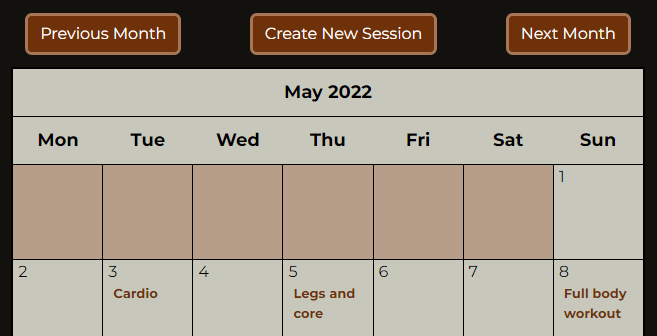 Previous Month Create New Session Next Month
May 2022
Mon Tue Wed Thu Fri Sat Sun
1
2 3 4 5 6 7 8
Cardio Legs and Full body
core workout